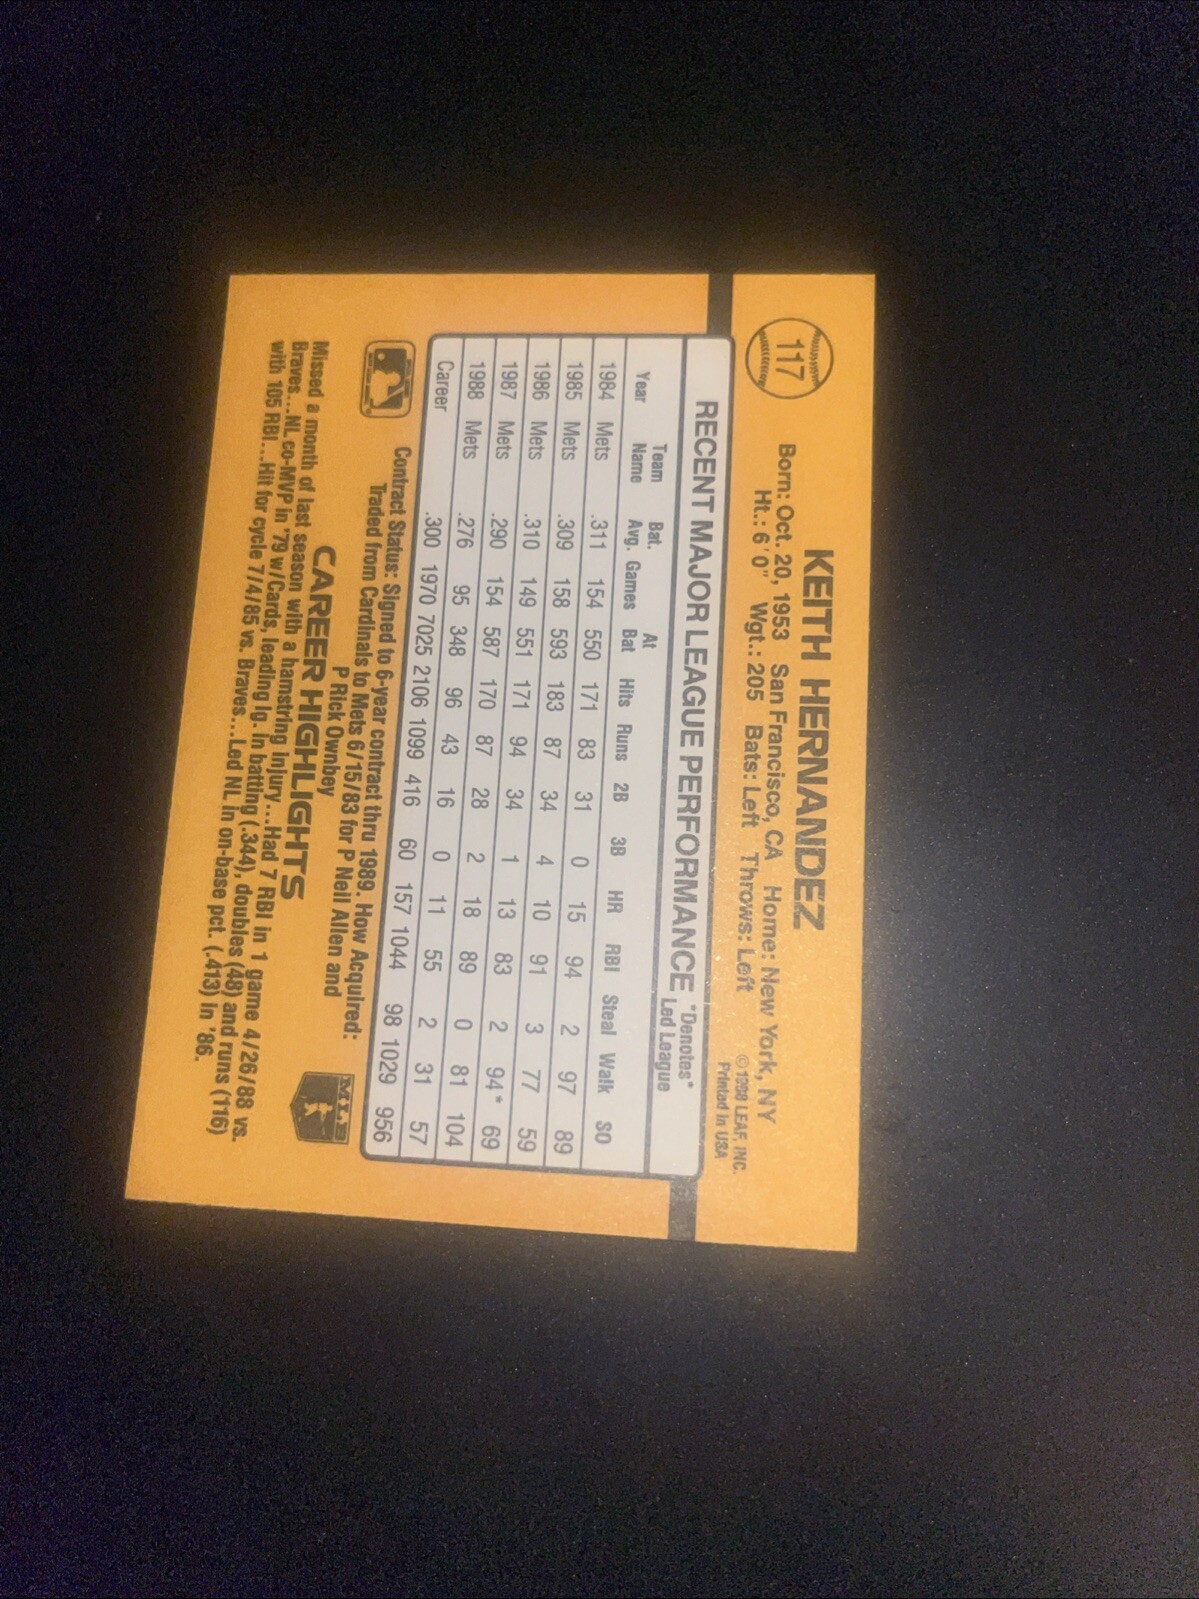 117
KEITH HERNANDEZ
Born: Oct. 20, 1953 San Francisco, CA Home: New York, NY
Ht.: 6'0" Wgt.: 205 Bats: Left Throws: Left
© 1988 LEAF, INC.
Printed in USA
RECENT MAJOR LEAGUE PERFORMANCE *Denotes*
Led League
Team Bat. At
Year Name Avg. Games Bat Hits Runs 2B 3B HR RBI Steal Walk SO
1984 Mets .311 154 550 171 83 31 0 15 94 2 97 89
1985 Mets .309 158 593 183 87 34 4 10 91 3 77 59
1986 Mets .310 149 551 171 94 34 1 13 83 2 94* 69
1987 Mets .290 154 587 170 87 28 2 18 89 0 81 104
1988 Mets .276 95 348 96 43 16 0 11 55 2 31 57
Career .300 1970 7025 2106 1099 416 60 157 1044 98 1029 956
Contract Status: Signed to 6-year contract thru 1989. How Acquired:
Traded from Cardinals to Mets 6/15/83 for P Neil Allen and
P Rick Ownbey
MLB
CAREER HIGHLIGHTS
Missed a month of last season with a hamstring injury...Had 7 RBI in 1 game 4/26/88 vs.
Braves...NL co-MVP in '79 w/Cards, leading lg. in batting (.344), doubles (48) and runs (116)
with 105 RBI...Hit for cycle 7/4/85 vs. Braves...Led NL in on-base pct. (.413) in '86.